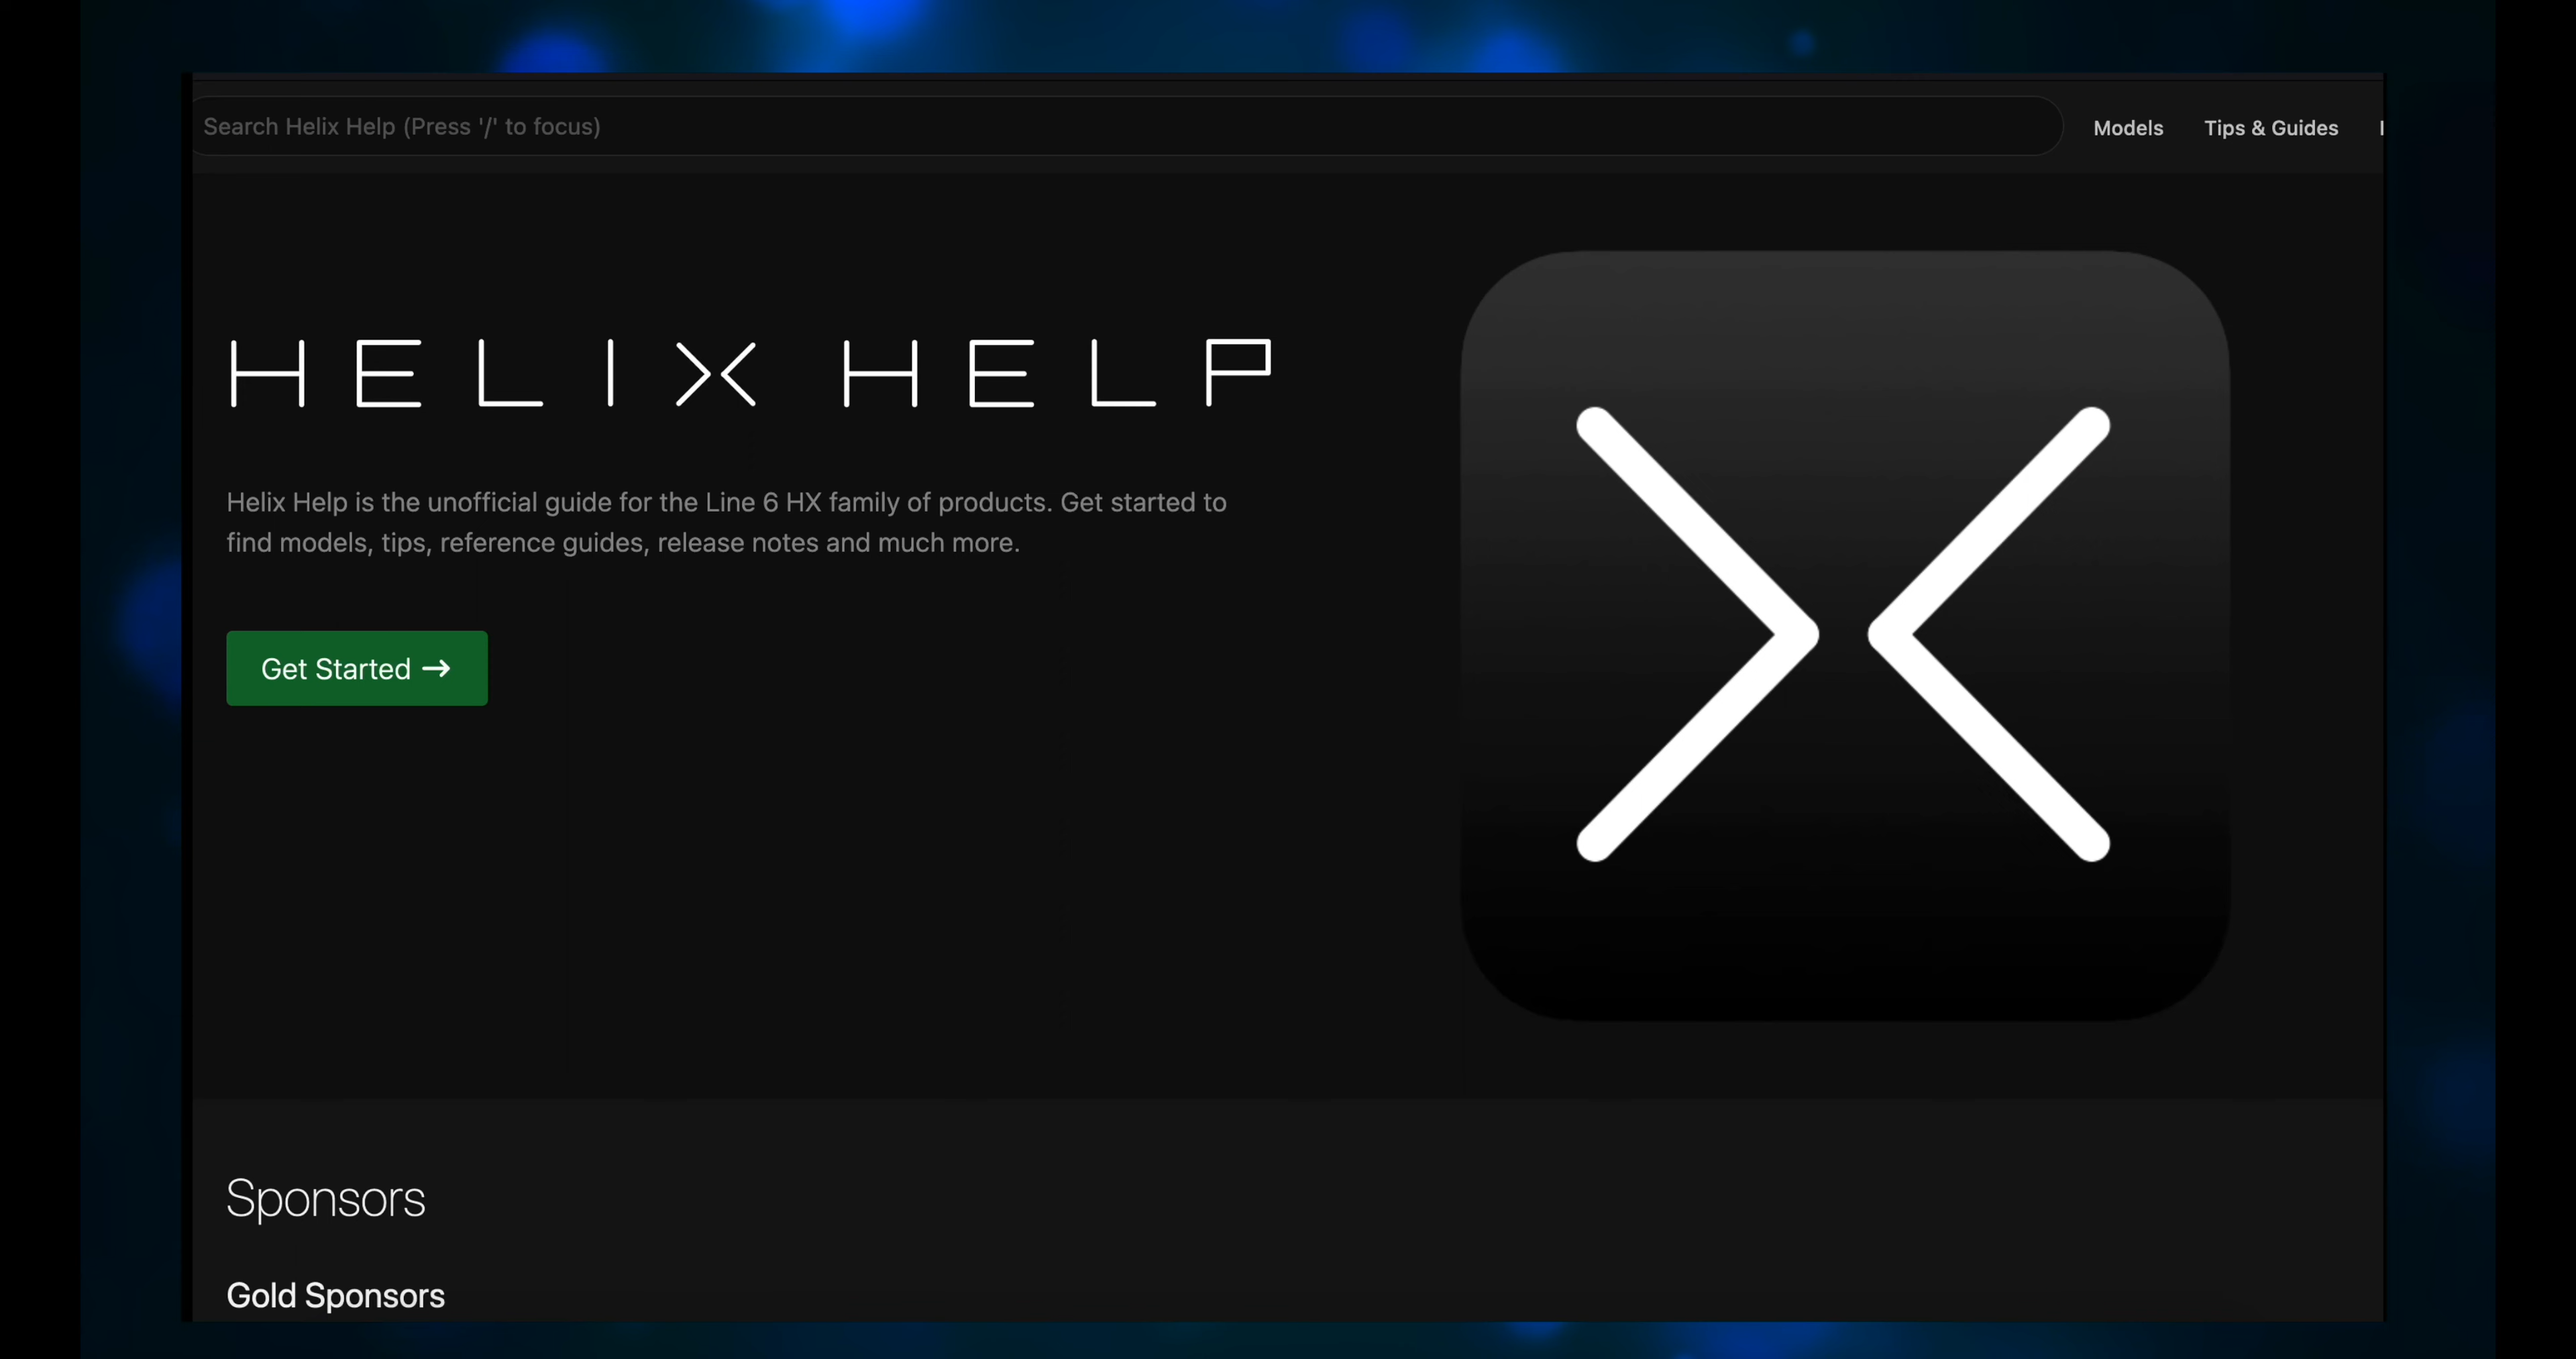 Search Helix Help (Press '/' to focus)
Models
Tips & Guides
HELIX HELP
Helix Help is the unofficial guide for the Line 6 HX family of products. Get started to
find models, tips, reference guides, release notes and much more.
Get Started →
Sponsors
Gold Sponsors